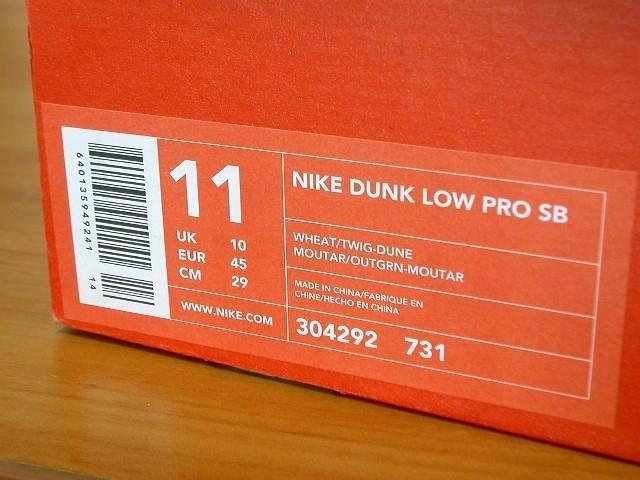 640135949241 14
11
UK 10
EUR 45
CM 29
WWW.NIKE.COM
NIKE DUNK LOW PRO SB
WHEAT/TWIG-DUNE
MOUTAR/OUTGRN-MOUTAR
MADE IN CHINA/FABRIQUE EN
CHINE/HECHO EN CHINA
304292 731